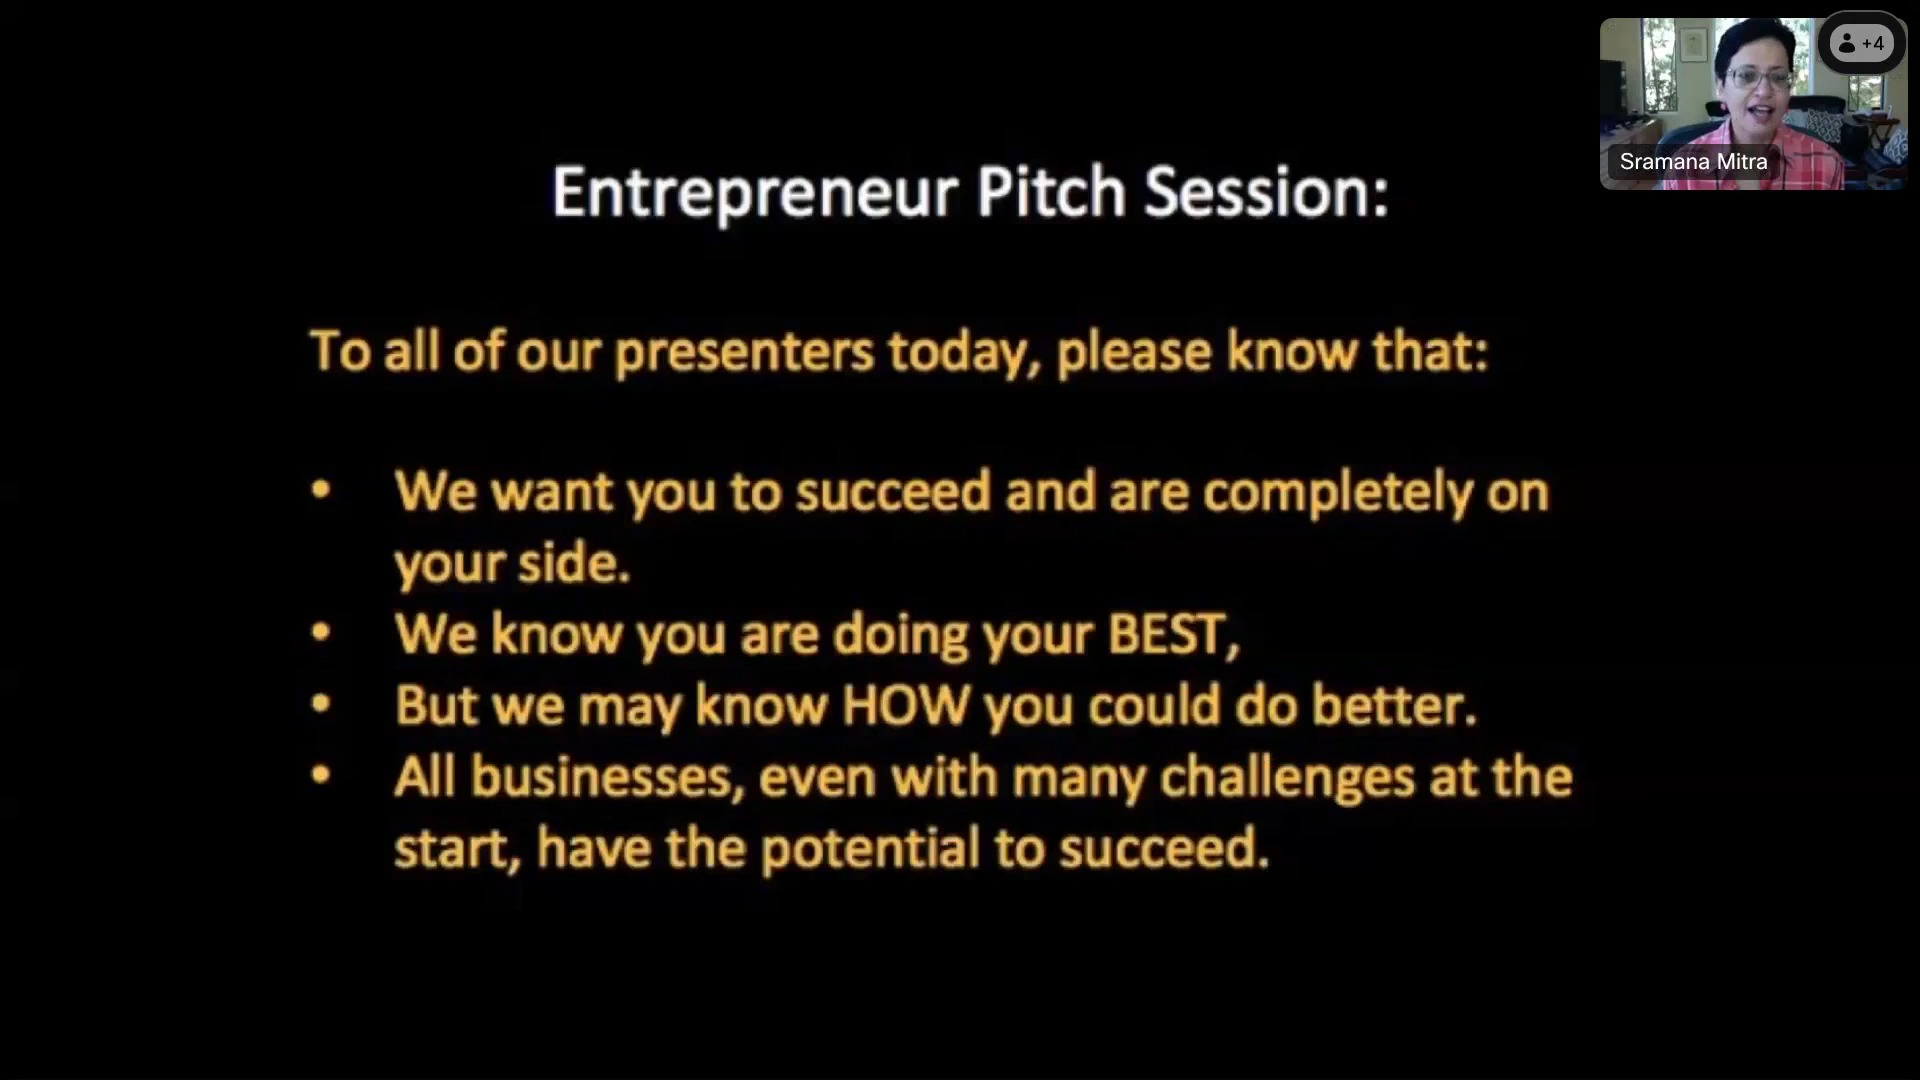 +4
Sramana Mitra
Entrepreneur Pitch Session:
To all of our presenters today, please know that:
• We want you to succeed and are completely on
your side.
• We know you are doing your BEST,
• But we may know HOW you could do better.
• All businesses, even with many challenges at the
start, have the potential to succeed.